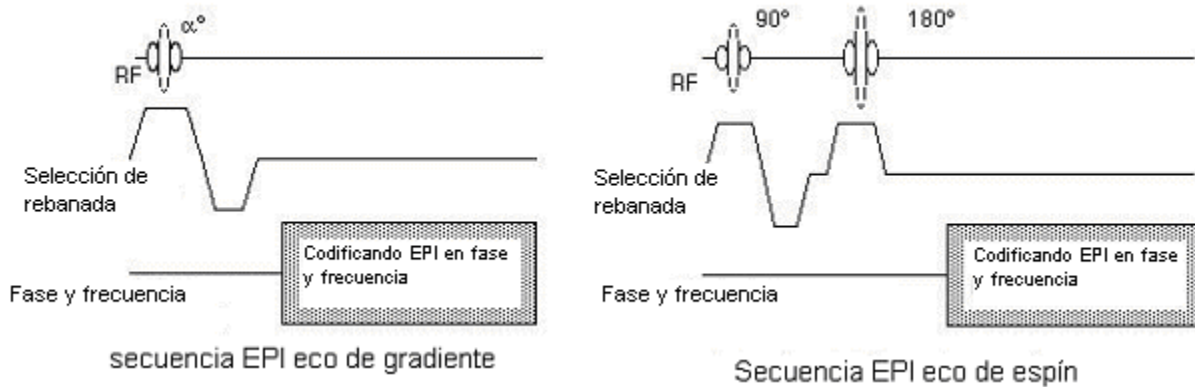 α°
RF
Selección de
rebanada
Codificando EPI en fase
y frecuencia
Fase y frecuencia
secuencia EPI eco de gradiente
90°
180°
RF
Selección de
rebanada
Codificando EPI en fase
y frecuencia
Fase y frecuencia
Secuencia EPI eco de espín